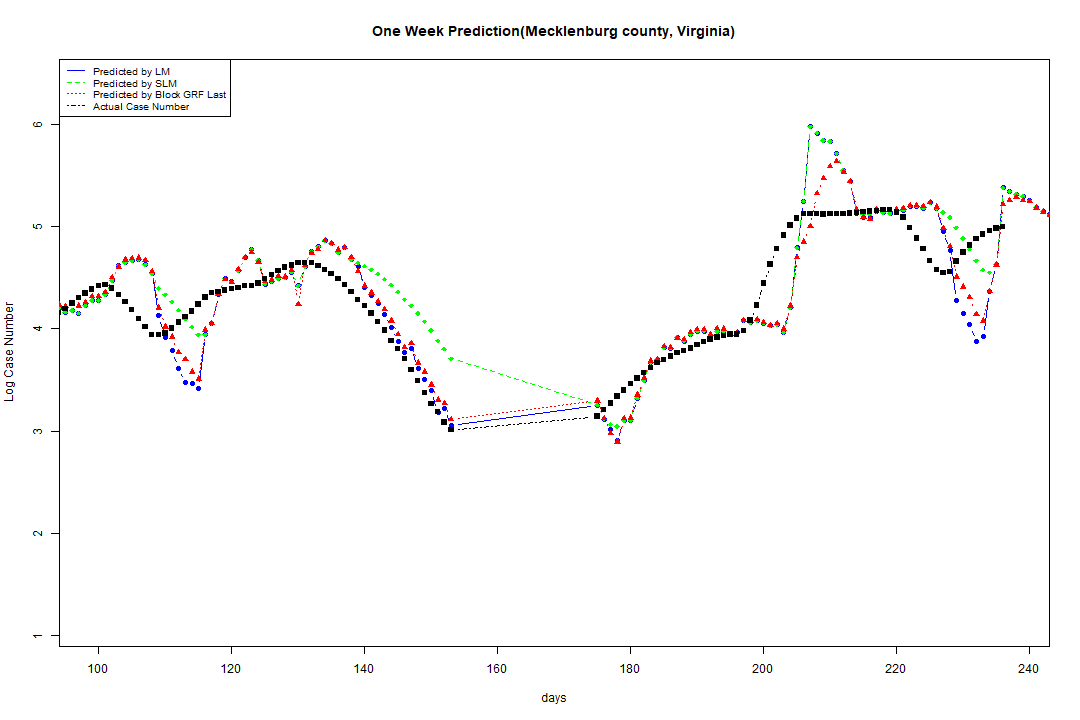 One Week Prediction(Mecklenburg county, Virginia)
Predicted by LM
Predicted by SLM
Predicted by Block GRF Last
Actual Case Number
Log Case Number
6
5
4
3
2
1
100 120 140 160 180 200 220 240
days